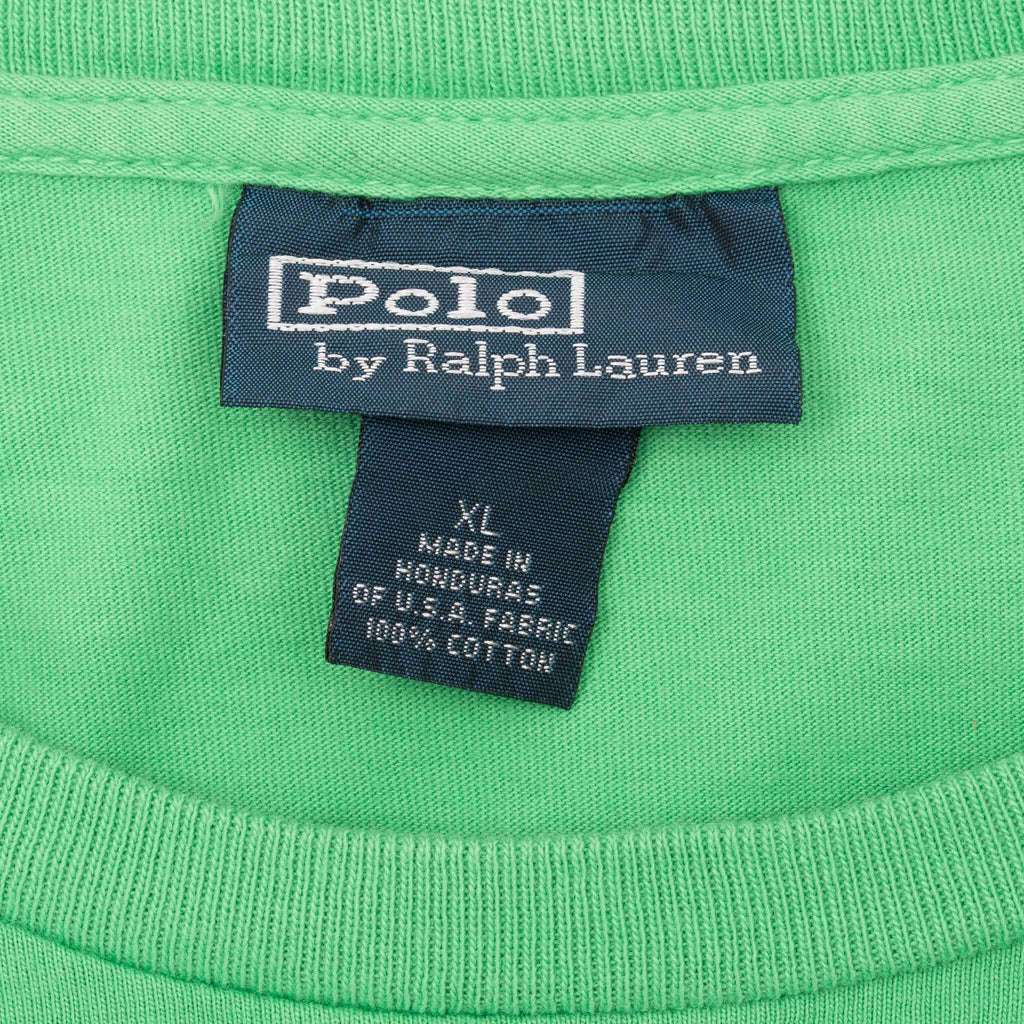 Polo
by Ralph Lauren
XL
MADE IN
HONDURAS
OF U.S.A. FABRIC
100% COTTON